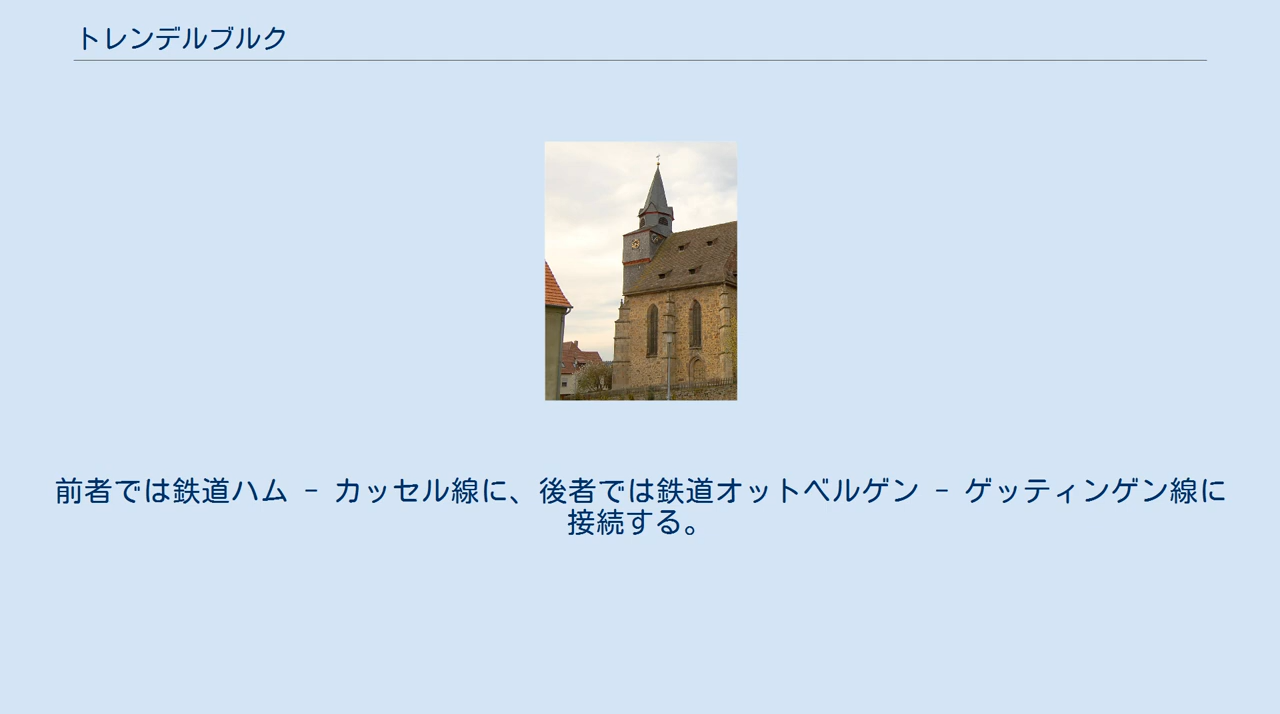 トレンデルブルク
前者では鉄道ハム － カッセル線に、後者では鉄道オットベルゲン － ゲッティンゲン線に
接続する。